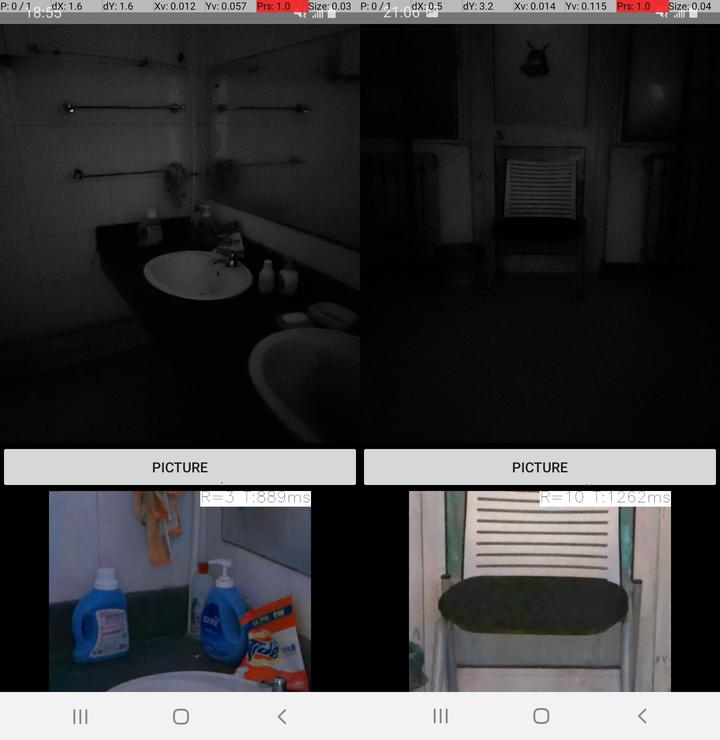 P: 0 / 1 dX: 1.6 dY: 1.6 Xv: 0.012 Yv: 0.057 Prs: 1.0 Size: 0.03
P: 0 / 1 dX: 0.5 dY: 3.2 Xv: 0.014 Yv: 0.115 Prs: 1.0 Size: 0.04
18:55
21:06
PICTURE
PICTURE
R=3 T:889ms
R=10 T:1262ms
Tide